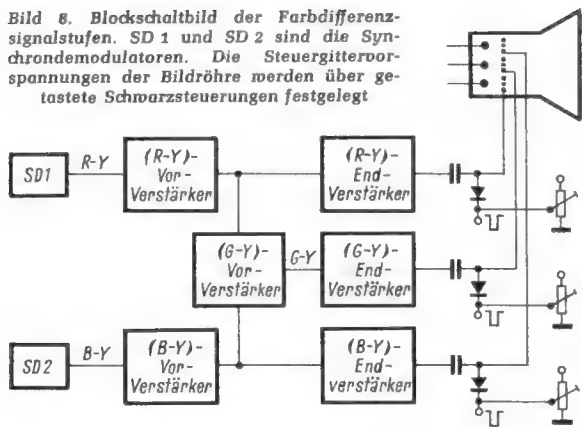 Bild 8. Blockschaltbild der Farbdifferenz-
signalstufen. SD 1 und SD 2 sind die Syn-
chrondemodulatoren. Die Steuergittervor-
spannungen der Bildröhre werden über ge-
tastete Schwarzsteuerungen festgelegt
SD1
R-Y
(R-Y)-
Vor-
Verstärker
(R-Y)-
End-
Verstärker
(G-Y)-
Vor-
Verstärker
G-Y
(G-Y)-
End-
Verstärker
SD2
B-Y
(B-Y)-
Vor-
Verstärker
(B-Y)-
End-
verstärker